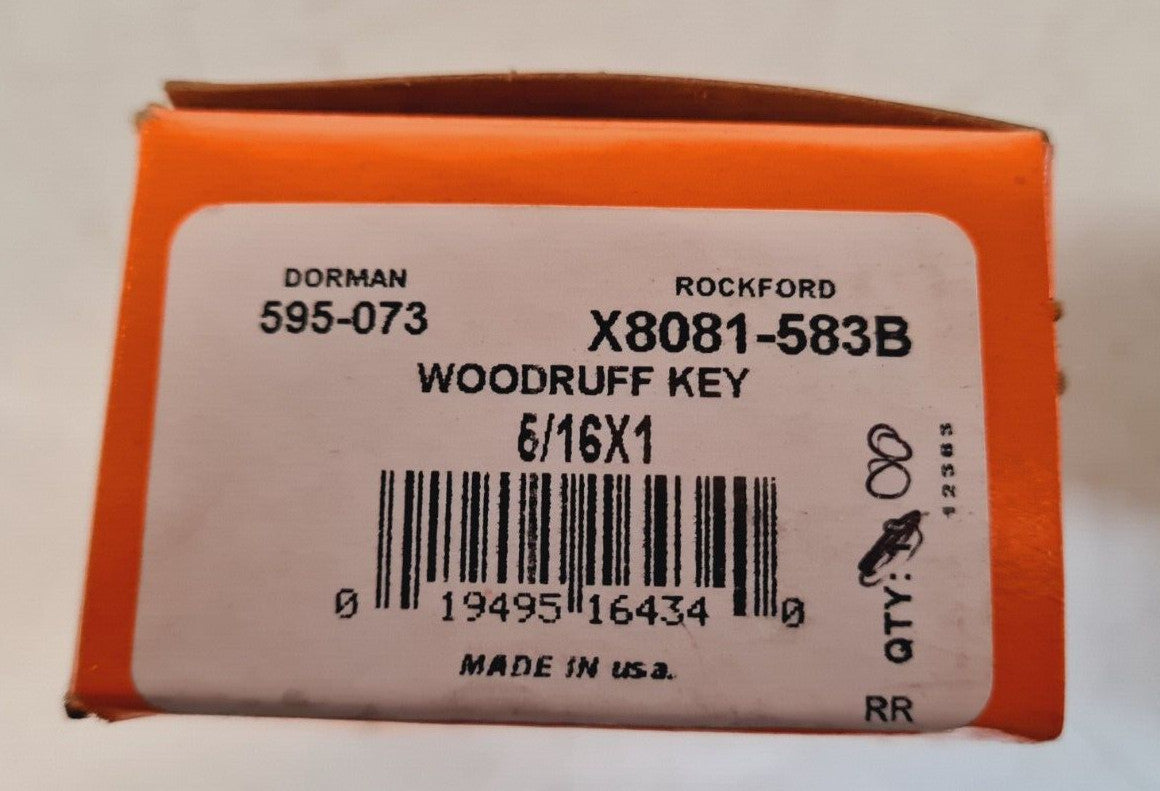 DORMAN
595-073
ROCKFORD
X8081-583B
WOODRUFF KEY
5/16X1
0 19495 16434 0
MADE IN usa.
QTY:
12383
RR